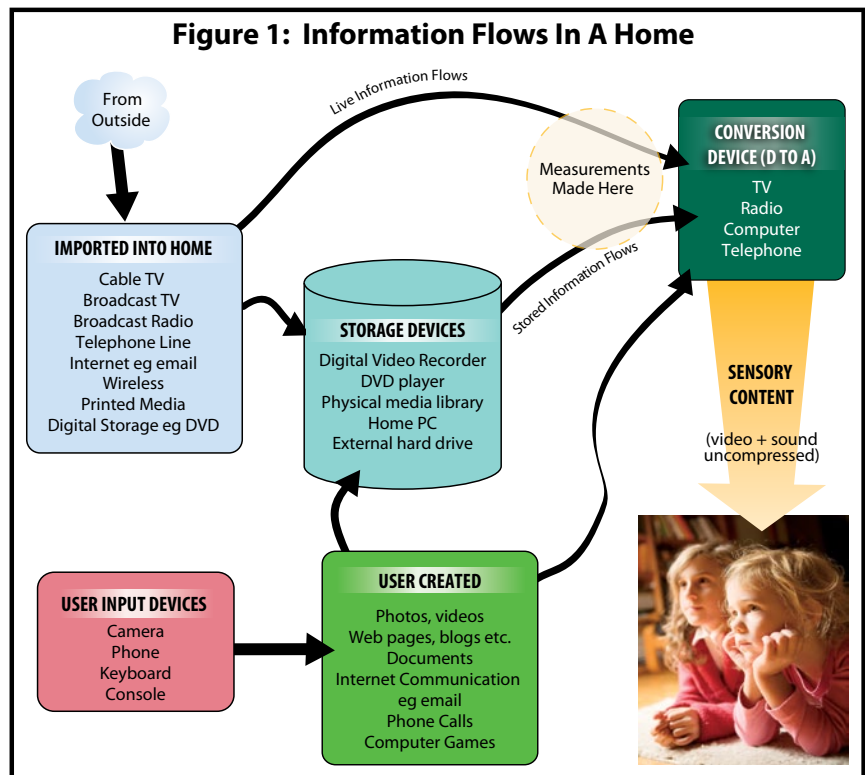 Figure 1: Information Flows In A Home
From
Outside
Live Information Flows
Measurements
Made Here
CONVERSION
DEVICE (D TO A)
TV
Radio
Computer
Telephone
IMPORTED INTO HOME
Cable TV
Broadcast TV
Broadcast Radio
Telephone Line
Internet eg email
Wireless
Printed Media
Digital Storage eg DVD
STORAGE DEVICES
Digital Video Recorder
DVD player
Physical media library
Home PC
External hard drive
Stored Information Flows
SENSORY
CONTENT
(video + sound
uncompressed)
USER INPUT DEVICES
Camera
Phone
Keyboard
Console
USER CREATED
Photos, videos
Web pages, blogs etc.
Documents
Internet Communication
eg email
Phone Calls
Computer Games